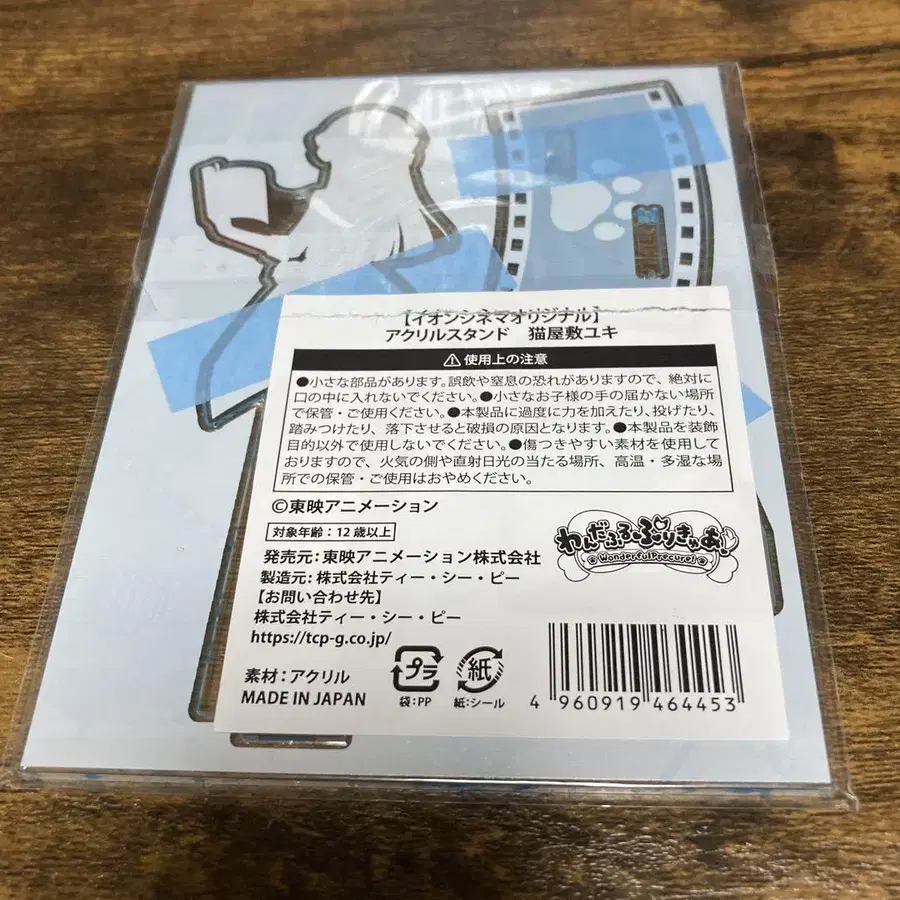 【イオンシネマオリジナル】
アクリルスタンド 猫屋敷ユキ
⚠使用上の注意
●小さな部品があります。誤飲や窒息の恐れがありますので、絶対に
口の中に入れないでください。●小さなお子様の手の届かない場所
で保管・ご使用ください。●本製品に過度に力を加えたり、投げたり、
踏みつけたり、落下させると破損の原因となります。●本製品を装飾
目的以外で使用しないでください。●傷つきやすい素材を使用して
おりますので、火気の側や直射日光の当たる場所、高温・多湿な場
所での保管・ご使用はおやめください。
©東映アニメーション
対象年齢：12歳以上
わんだふるぷりきゅあ！
WonderfulPrecure!
発売元：東映アニメーション株式会社
製造元：株式会社ティー・シー・ピー
【お問い合わせ先】
株式会社ティー・シー・ピー
https://tcp-g.co.jp/
素材：アクリル
MADE IN JAPAN
プラ
袋：PP
紙
紙：シール
4 960919 464453